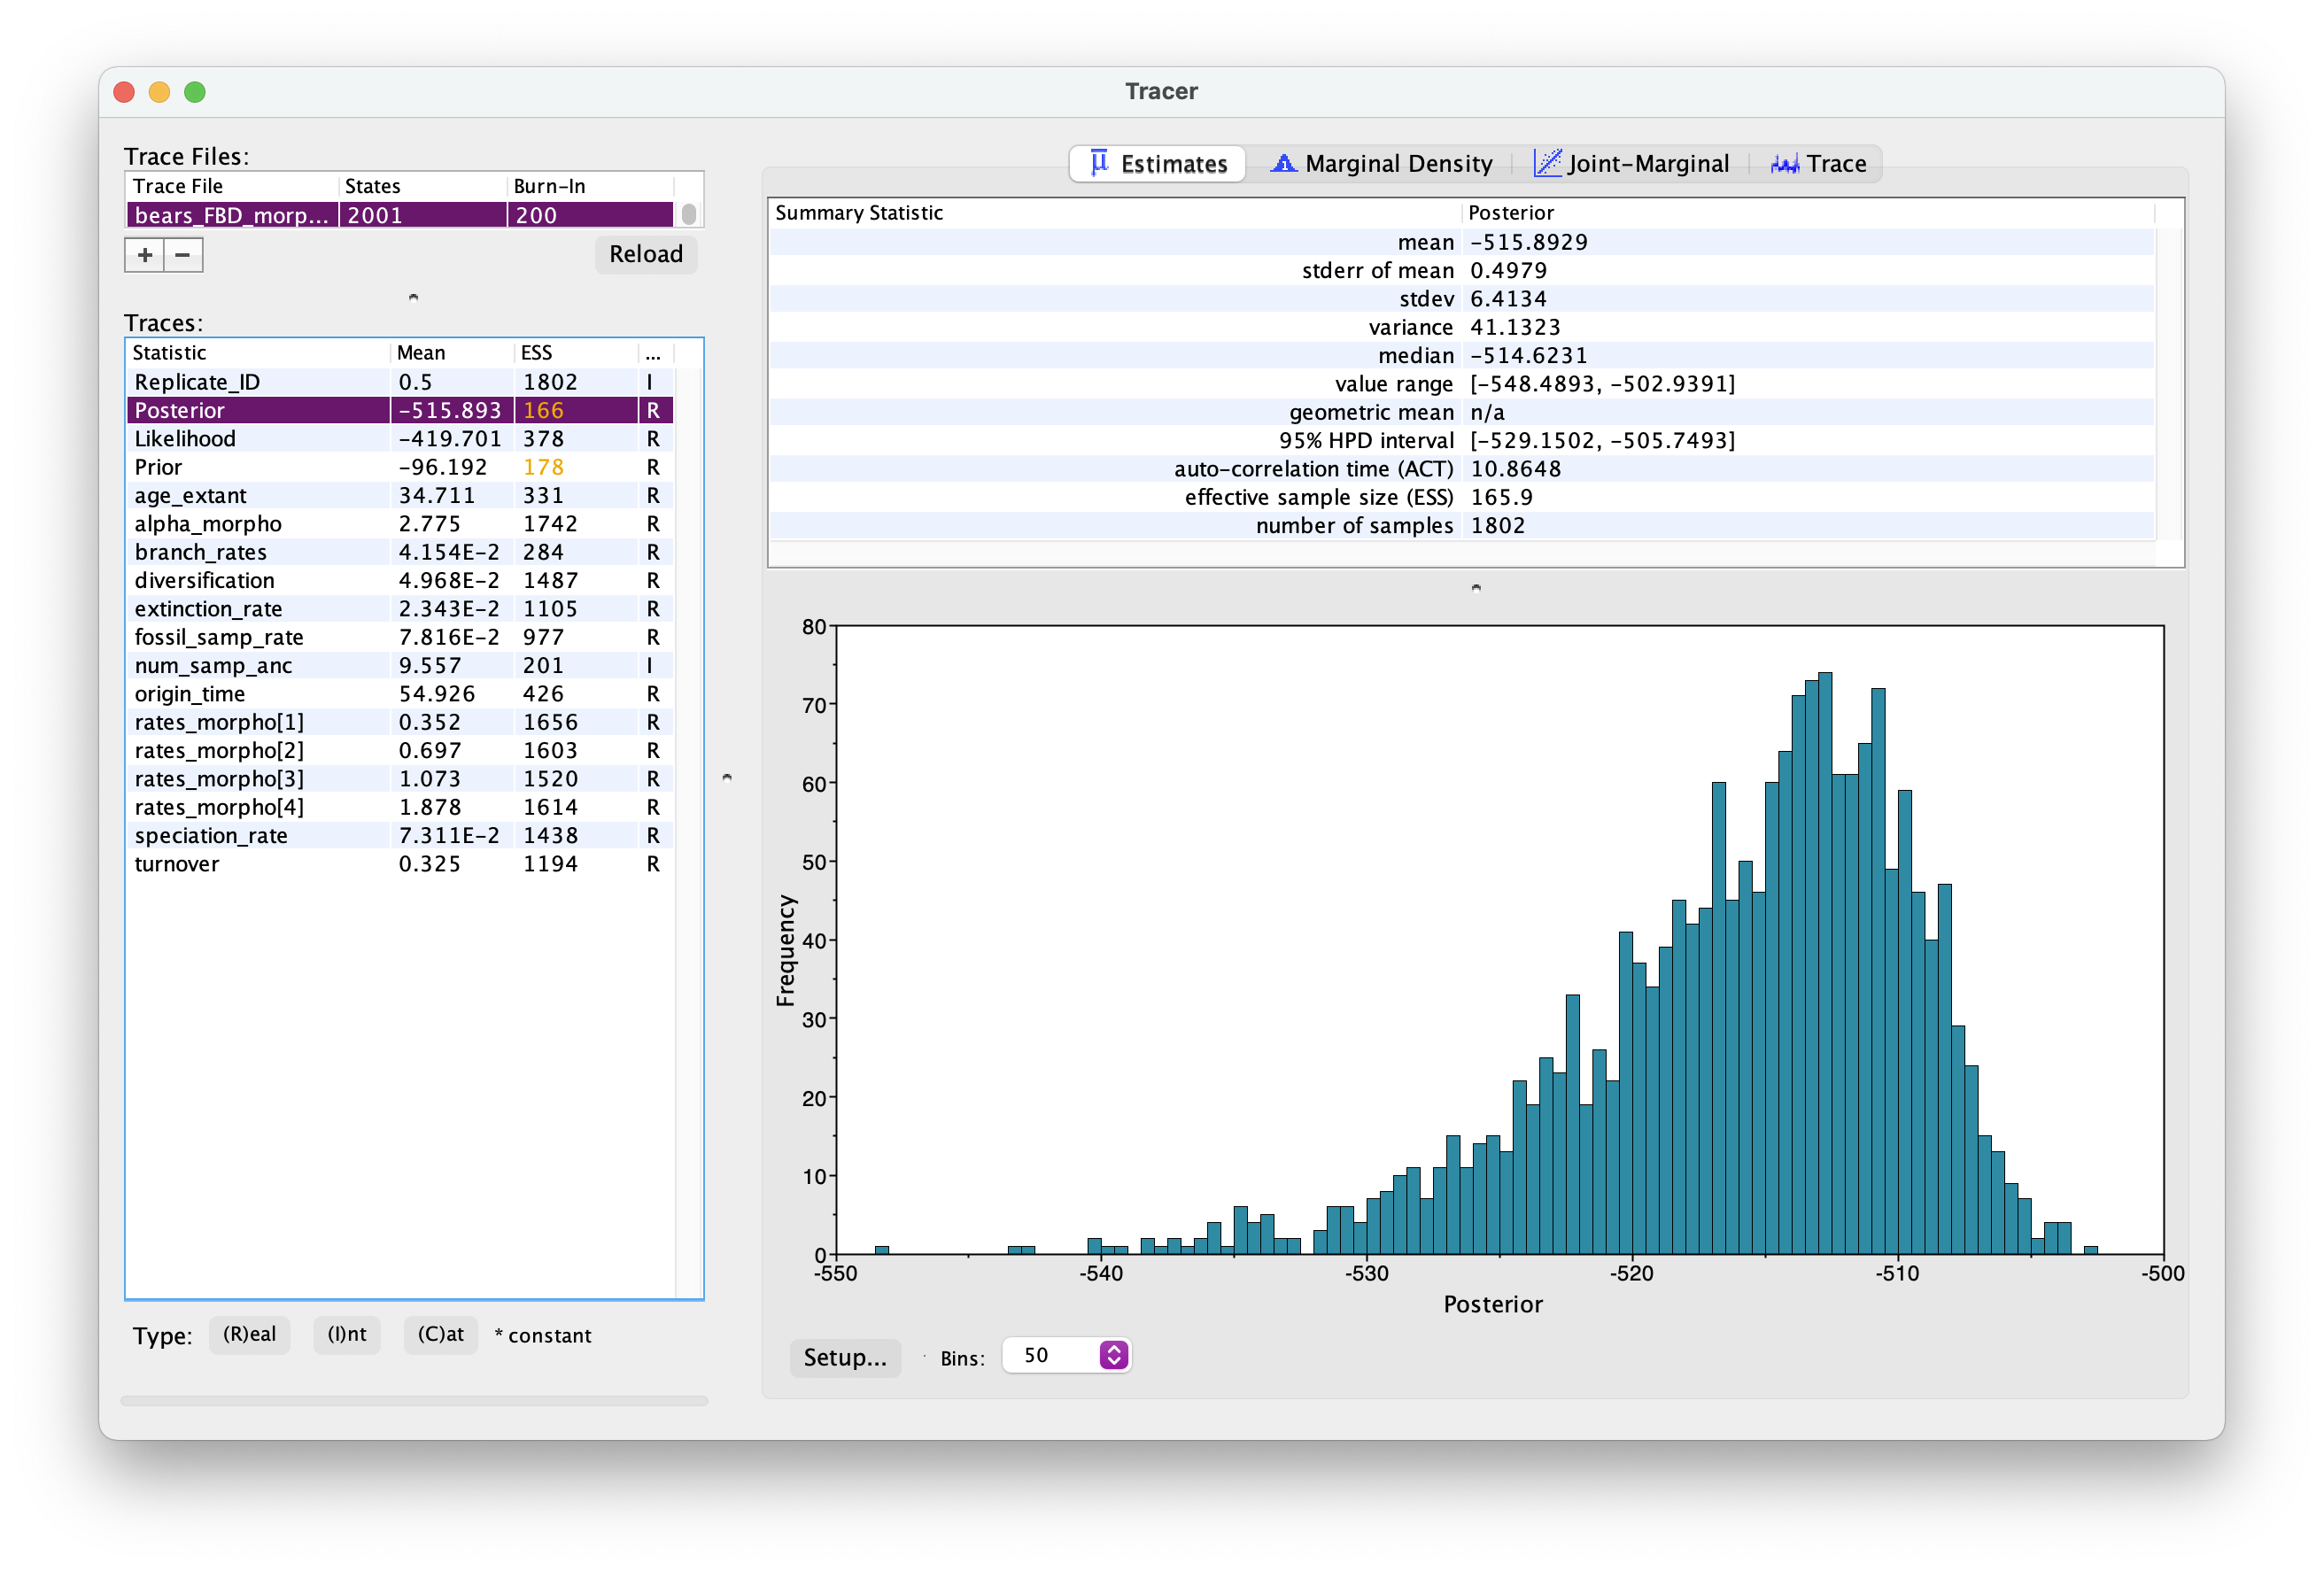 Tracer
Trace Files:
Trace File States Burn-In
bears_FBD_morp... 2001 200
+ − Reload
Traces:
Statistic Mean ESS ...
Replicate_ID 0.5 1802 I
Posterior -515.893 166 R
Likelihood -419.701 378 R
Prior -96.192 178 R
age_extant 34.711 331 R
alpha_morpho 2.775 1742 R
branch_rates 4.154E-2 284 R
diversification 4.968E-2 1487 R
extinction_rate 2.343E-2 1105 R
fossil_samp_rate 7.816E-2 977 R
num_samp_anc 9.557 201 I
origin_time 54.926 426 R
rates_morpho[1] 0.352 1656 R
rates_morpho[2] 0.697 1603 R
rates_morpho[3] 1.073 1520 R
rates_morpho[4] 1.878 1614 R
speciation_rate 7.311E-2 1438 R
turnover 0.325 1194 R
Type: (R)eal (I)nt (C)at * constant
μ Estimates Marginal Density Joint-Marginal Trace
Summary Statistic Posterior
mean -515.8929
stderr of mean 0.4979
stdev 6.4134
variance 41.1323
median -514.6231
value range [-548.4893, -502.9391]
geometric mean n/a
95% HPD interval [-529.1502, -505.7493]
auto-correlation time (ACT) 10.8648
effective sample size (ESS) 165.9
number of samples 1802
80
70
60
50
40
30
20
10
0
Frequency
-550 -540 -530 -520 -510 -500
Posterior
Setup... Bins: 50